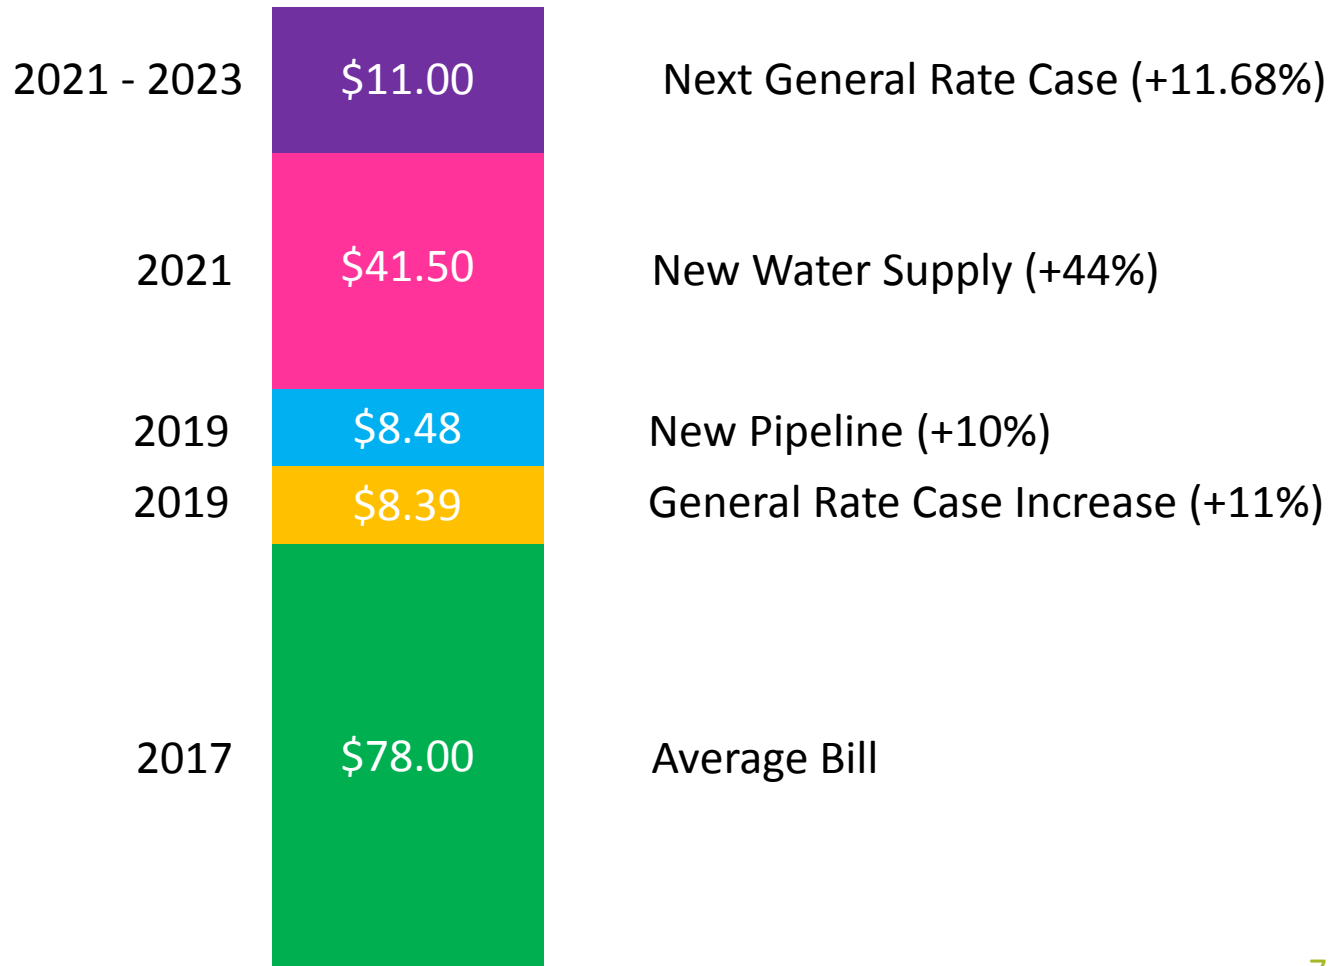 2021 - 2023 $11.00 Next General Rate Case (+11.68%)
2021 $41.50 New Water Supply (+44%)
2019 $8.48 New Pipeline (+10%)
2019 $8.39 General Rate Case Increase (+11%)
2017 $78.00 Average Bill